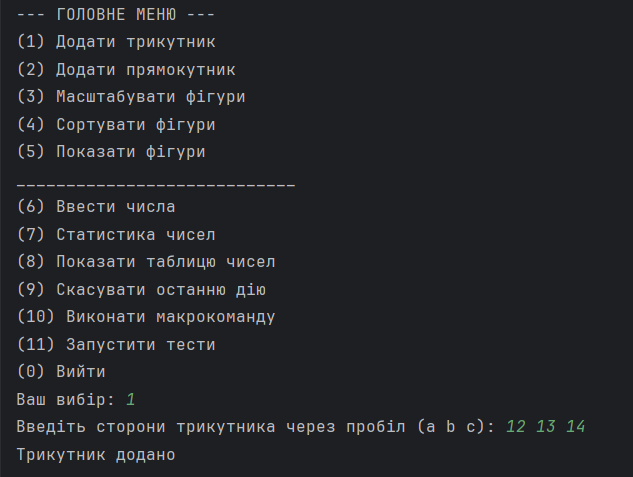 --- ГОЛОВНЕ МЕНЮ ---
(1) Додати трикутник
(2) Додати прямокутник
(3) Масштабувати фігури
(4) Сортувати фігури
(5) Показати фігури
____________________________
(6) Ввести числа
(7) Статистика чисел
(8) Показати таблицю чисел
(9) Скасувати останню дію
(10) Виконати макрокоманду
(11) Запустити тести
(0) Вийти
Ваш вибір: 1
Введіть сторони трикутника через пробіл (a b c): 12 13 14
Трикутник додано